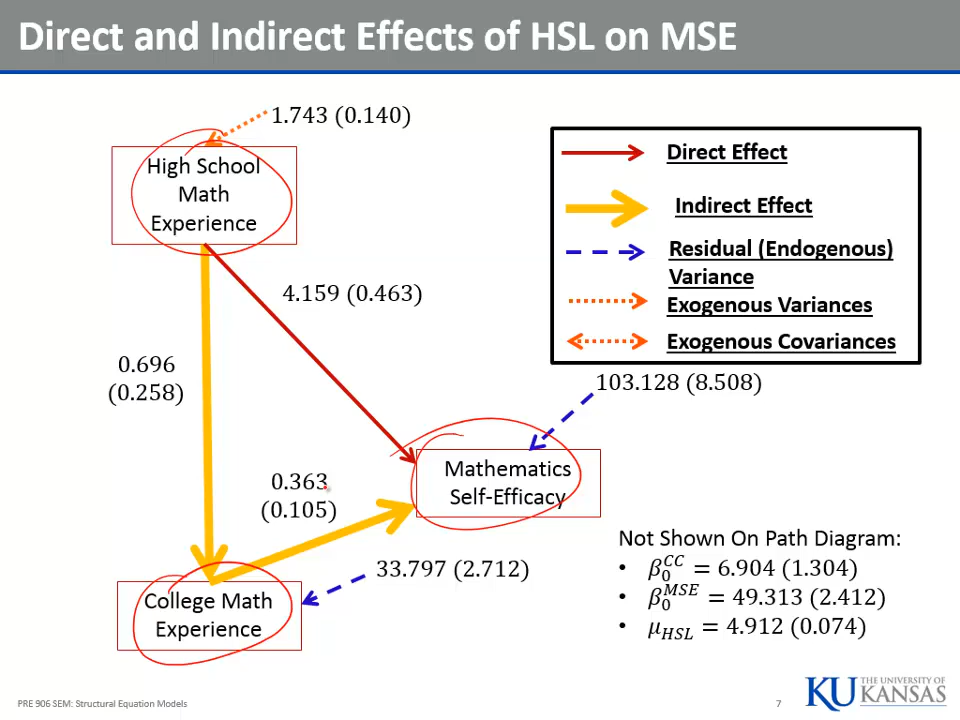 Direct and Indirect Effects of HSL on MSE
1.743 (0.140)
High School
Math
Experience
Direct Effect
Indirect Effect
Residual (Endogenous)
Variance
Exogenous Variances
Exogenous Covariances
4.159 (0.463)
0.696
(0.258)
103.128 (8.508)
Mathematics
Self-Efficacy
0.363
(0.105)
33.797 (2.712)
College Math
Experience
Not Shown On Path Diagram:
• β₀^CC = 6.904 (1.304)
• β₀^MSE = 49.313 (2.412)
• μ_HSL = 4.912 (0.074)
PRE 906 SEM: Structural Equation Models
7
KU THE UNIVERSITY OF
KANSAS